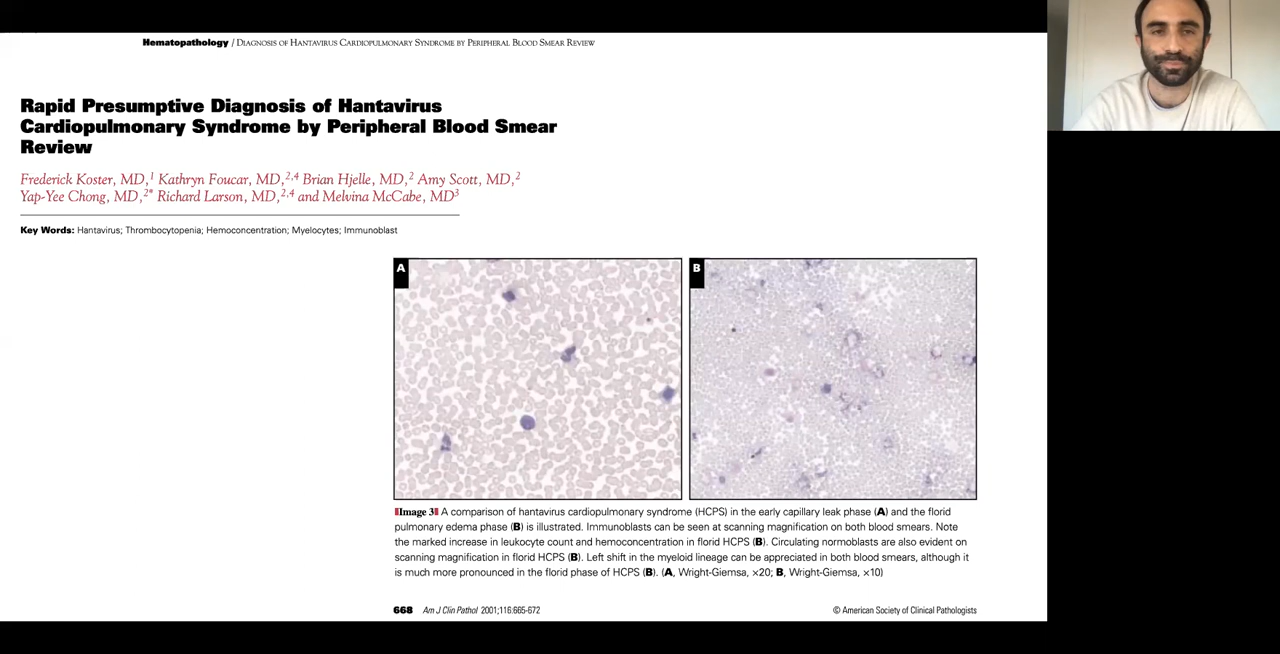 Hematopathology / DIAGNOSIS OF HANTAVIRUS CARDIOPULMONARY SYNDROME BY PERIPHERAL BLOOD SMEAR REVIEW
Rapid Presumptive Diagnosis of Hantavirus
Cardiopulmonary Syndrome by Peripheral Blood Smear
Review
Frederick Koster, MD,1 Kathryn Foucar, MD,2,4 Brian Hjelle, MD,2 Amy Scott, MD,2
Yap-Yee Chong, MD,2* Richard Larson, MD,2,4 and Melvina McCabe, MD3
Key Words: Hantavirus; Thrombocytopenia; Hemoconcentration; Myelocytes; Immunoblast
A
B
Image 3 A comparison of hantavirus cardiopulmonary syndrome (HCPS) in the early capillary leak phase (A) and the florid
pulmonary edema phase (B) is illustrated. Immunoblasts can be seen at scanning magnification on both blood smears. Note
the marked increase in leukocyte count and hemoconcentration in florid HCPS (B). Circulating normoblasts are also evident on
scanning magnification in florid HCPS (B). Left shift in the myeloid lineage can be appreciated in both blood smears, although it
is much more pronounced in the florid phase of HCPS (B). (A, Wright-Giemsa, ×20; B, Wright-Giemsa, ×10)
668 Am J Clin Pathol 2001;116:665-672
© American Society of Clinical Pathologists